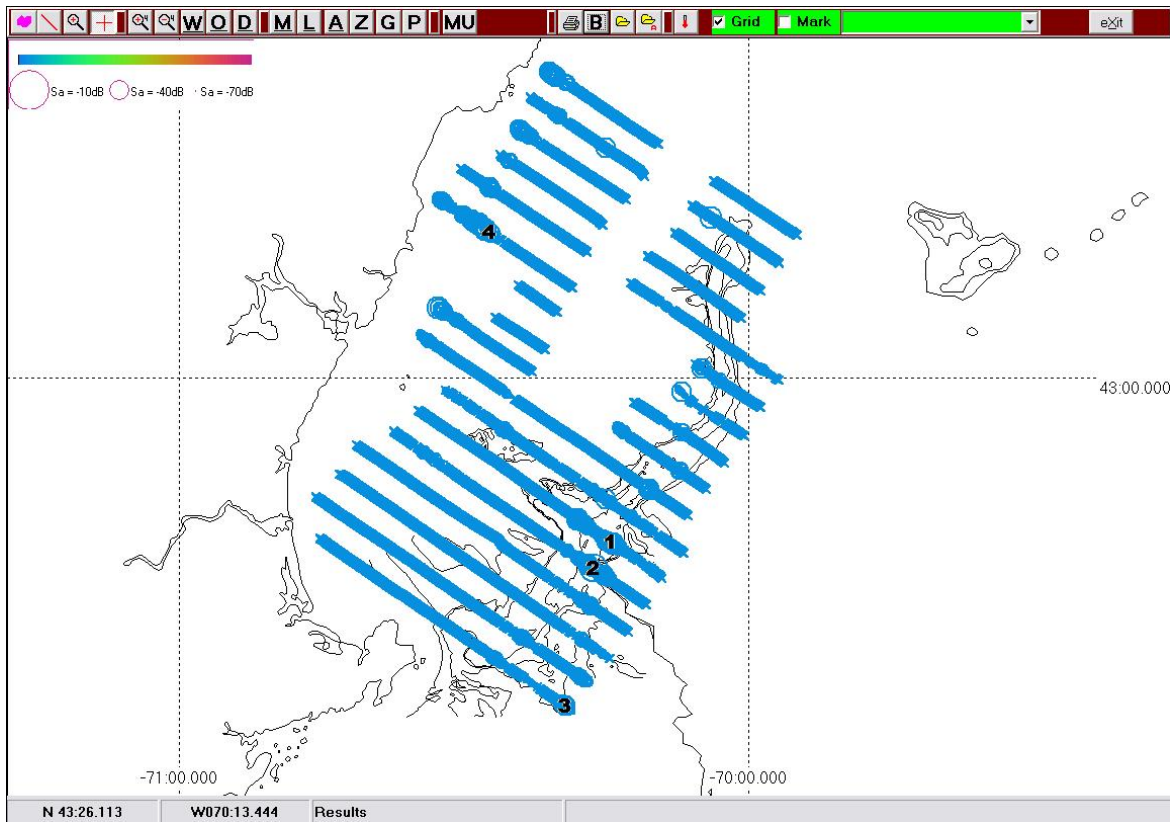 W O D M L A Z G P MU B Grid Mark eXit
Sa = -10dB Sa = -40dB Sa = -70dB
4
43:00.000
1
2
3
-71:00.000 -70:00.000
N 43:26.113 W070:13.444 Results